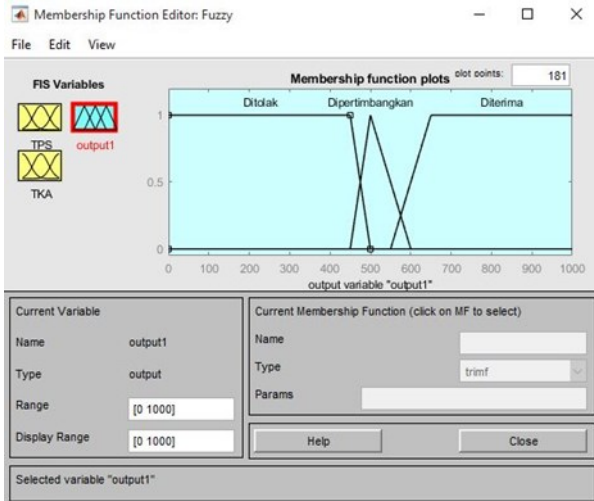 Membership Function Editor: Fuzzy
File Edit View
FIS Variables
TPS
output1
TKA
Membership function plots
plot points:
181
Ditolak Dipertimbangkan Diterima
1
0.5
0
0 100 200 300 400 500 600 700 800 900 1000
output variable "output1"
Current Variable
Name output1
Type output
Range [0 1000]
Display Range [0 1000]
Current Membership Function (click on MF to select)
Name
Type trimf
Params
Help Close
Selected variable "output1"